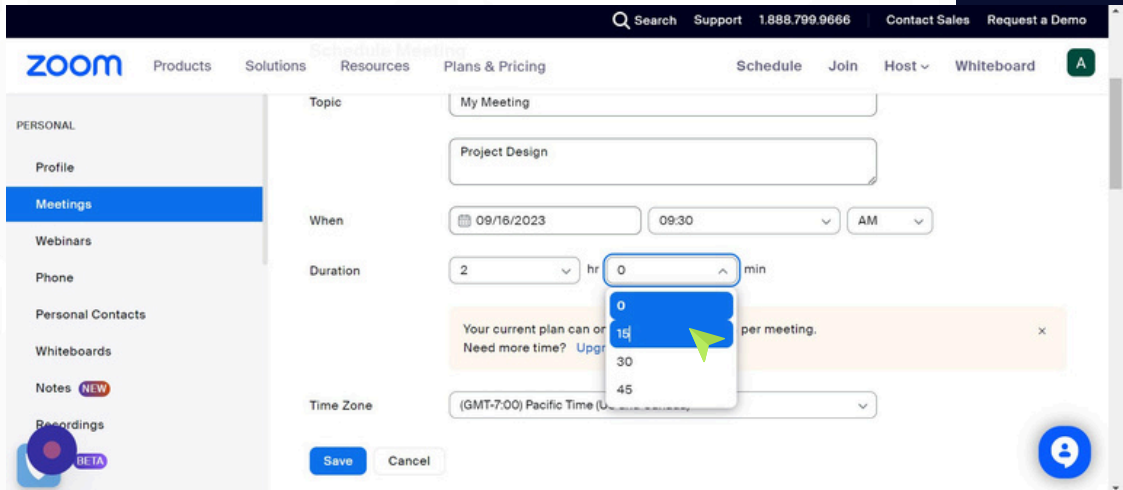 Search Support 1.888.799.9666 Contact Sales Request a Demo
Schedule Meeting
zoom Products Solutions Resources Plans & Pricing Schedule Join Host Whiteboard A
PERSONAL
Profile
Meetings
Webinars
Phone
Personal Contacts
Whiteboards
Notes NEW
Recordings
BETA
Topic My Meeting
Project Design
When 09/16/2023 09:30 AM
Duration 2 hr 0 min
0
15
30
45
Your current plan can per meeting.
Need more time?
×
Time Zone (GMT-7:00) Pacific Time
Save Cancel